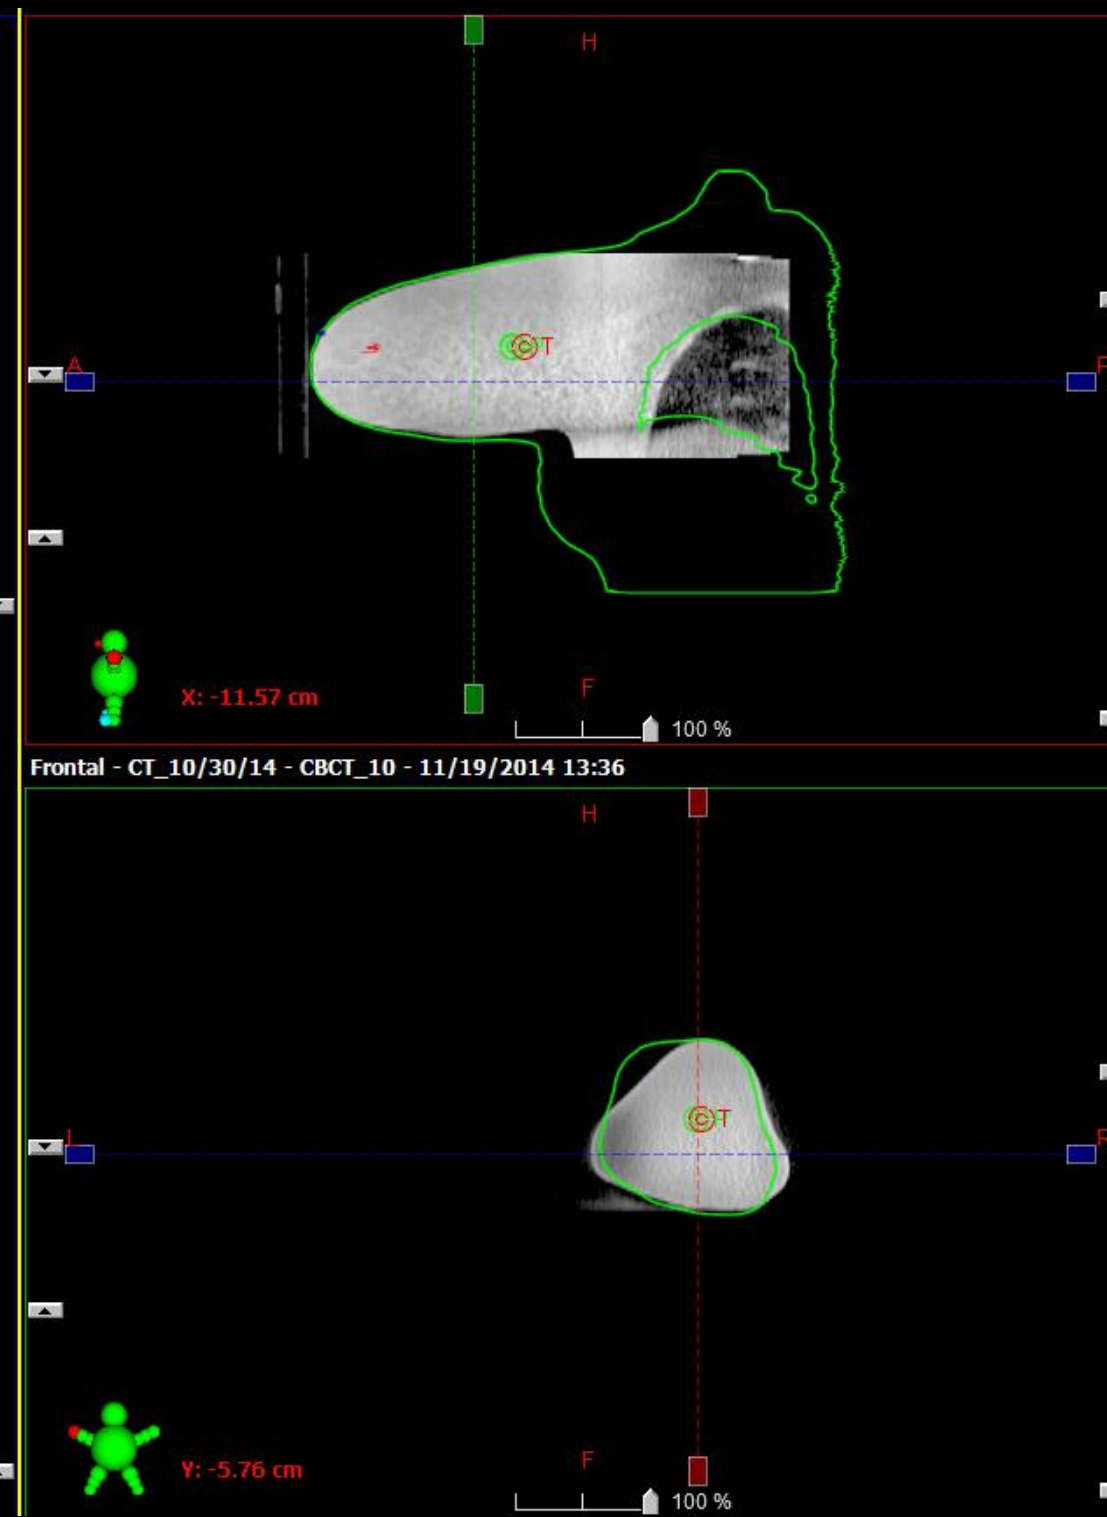 H
A
P
T
X: -11.57 cm
F
100 %
Frontal - CT_10/30/14 - CBCT_10 - 11/19/2014 13:36
H
L
R
T
Y: -5.76 cm
F
100 %